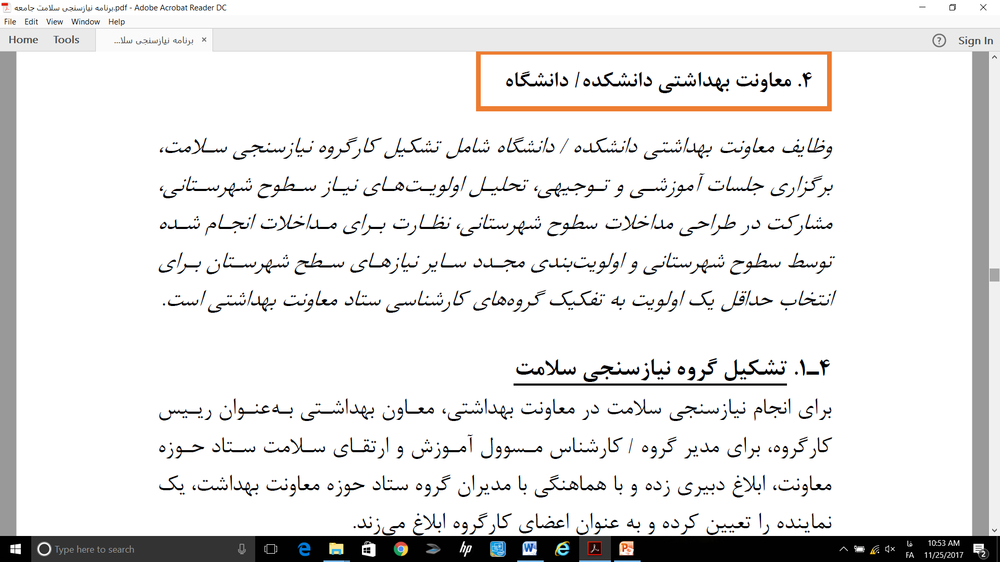 برنامه نیازسنجی سلامت جامعه.pdf - Adobe Acrobat Reader DC
File Edit View Window Help
Home Tools برنامه نیازسنجی سلا... × ? Sign In
۴. معاونت بهداشتی دانشکده/ دانشگاه
وظایف معاونت بهداشتی دانشکده / دانشگاه شامل تشکیل کارگروه نیازسنجی سلامت،
برگزاری جلسات آموزشی و توجیهی، تحلیل اولویت‌های نیاز سطوح شهرستانی،
مشارکت در طراحی مداخلات سطوح شهرستانی، نظارت برای مداخلات انجام شده
توسط سطوح شهرستانی و اولویت‌بندی مجدد سایر نیازهای سطح شهرستان برای
انتخاب حداقل یک اولویت به تفکیک گروه‌های کارشناسی ستاد معاونت بهداشتی است.
۴ـ۱. تشکیل گروه نیازسنجی سلامت
برای انجام نیازسنجی سلامت در معاونت بهداشتی، معاون بهداشتی به‌عنوان رییس
کارگروه، برای مدیر گروه / کارشناس مسوول آموزش و ارتقای سلامت ستاد حوزه
معاونت، ابلاغ دبیری زده و با هماهنگی با مدیران گروه ستاد حوزه معاونت بهداشت، یک
نماینده را تعیین کرده و به عنوان اعضای کارگروه ابلاغ می‌زند.
Type here to search
فا
10:53 AM
FA
11/25/2017
2